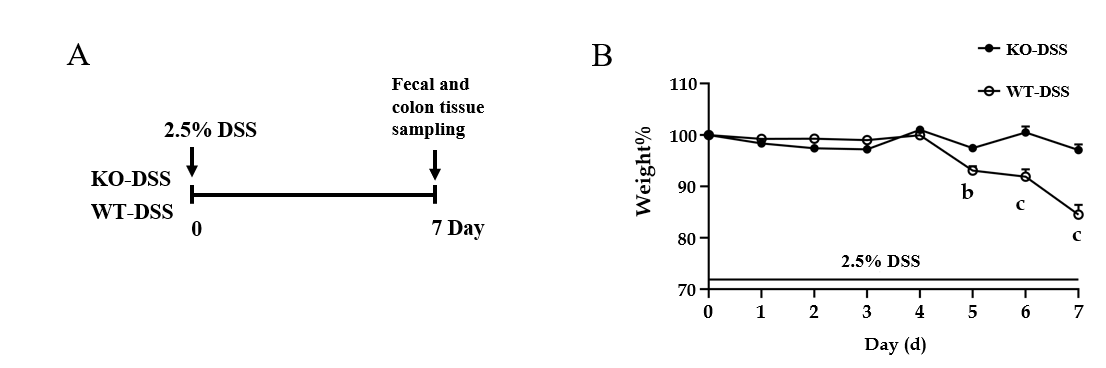 A
Fecal and
colon tissue
sampling
2.5% DSS
KO-DSS
WT-DSS
0
7 Day
B
KO-DSS
WT-DSS
Weight%
110
100
90
80
70
b
c
c
2.5% DSS
0 1 2 3 4 5 6 7
Day (d)